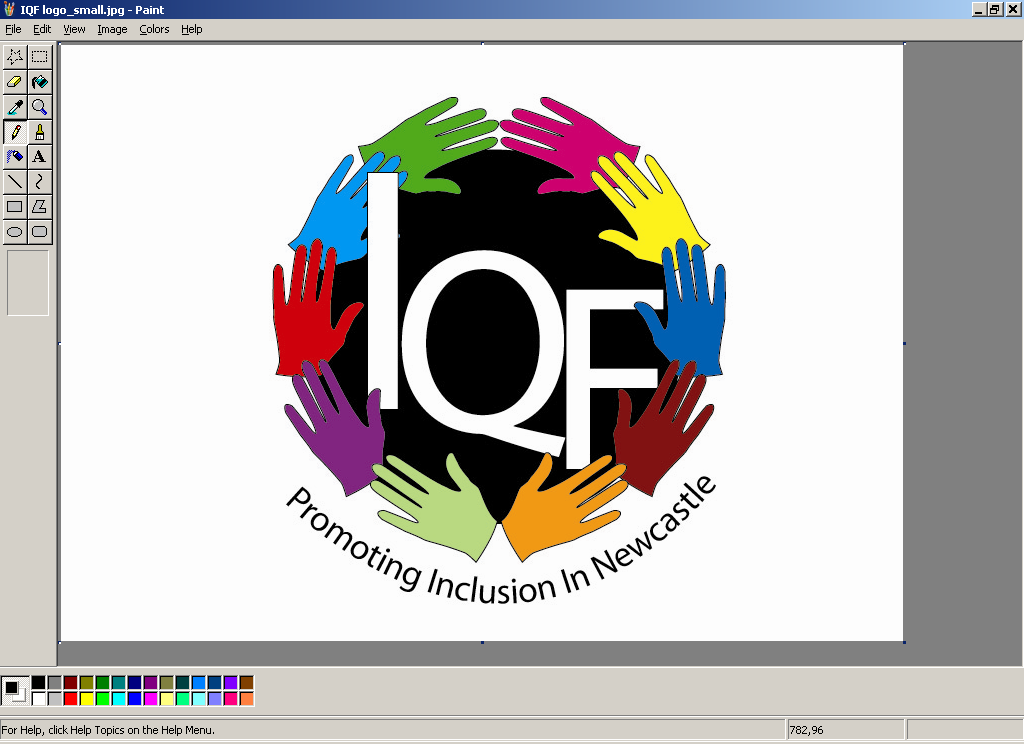 IQF logo_small.jpg - Paint
File Edit View Image Colors Help
A
IQF
Promoting Inclusion In Newcastle
For Help, click Help Topics on the Help Menu.
782,96